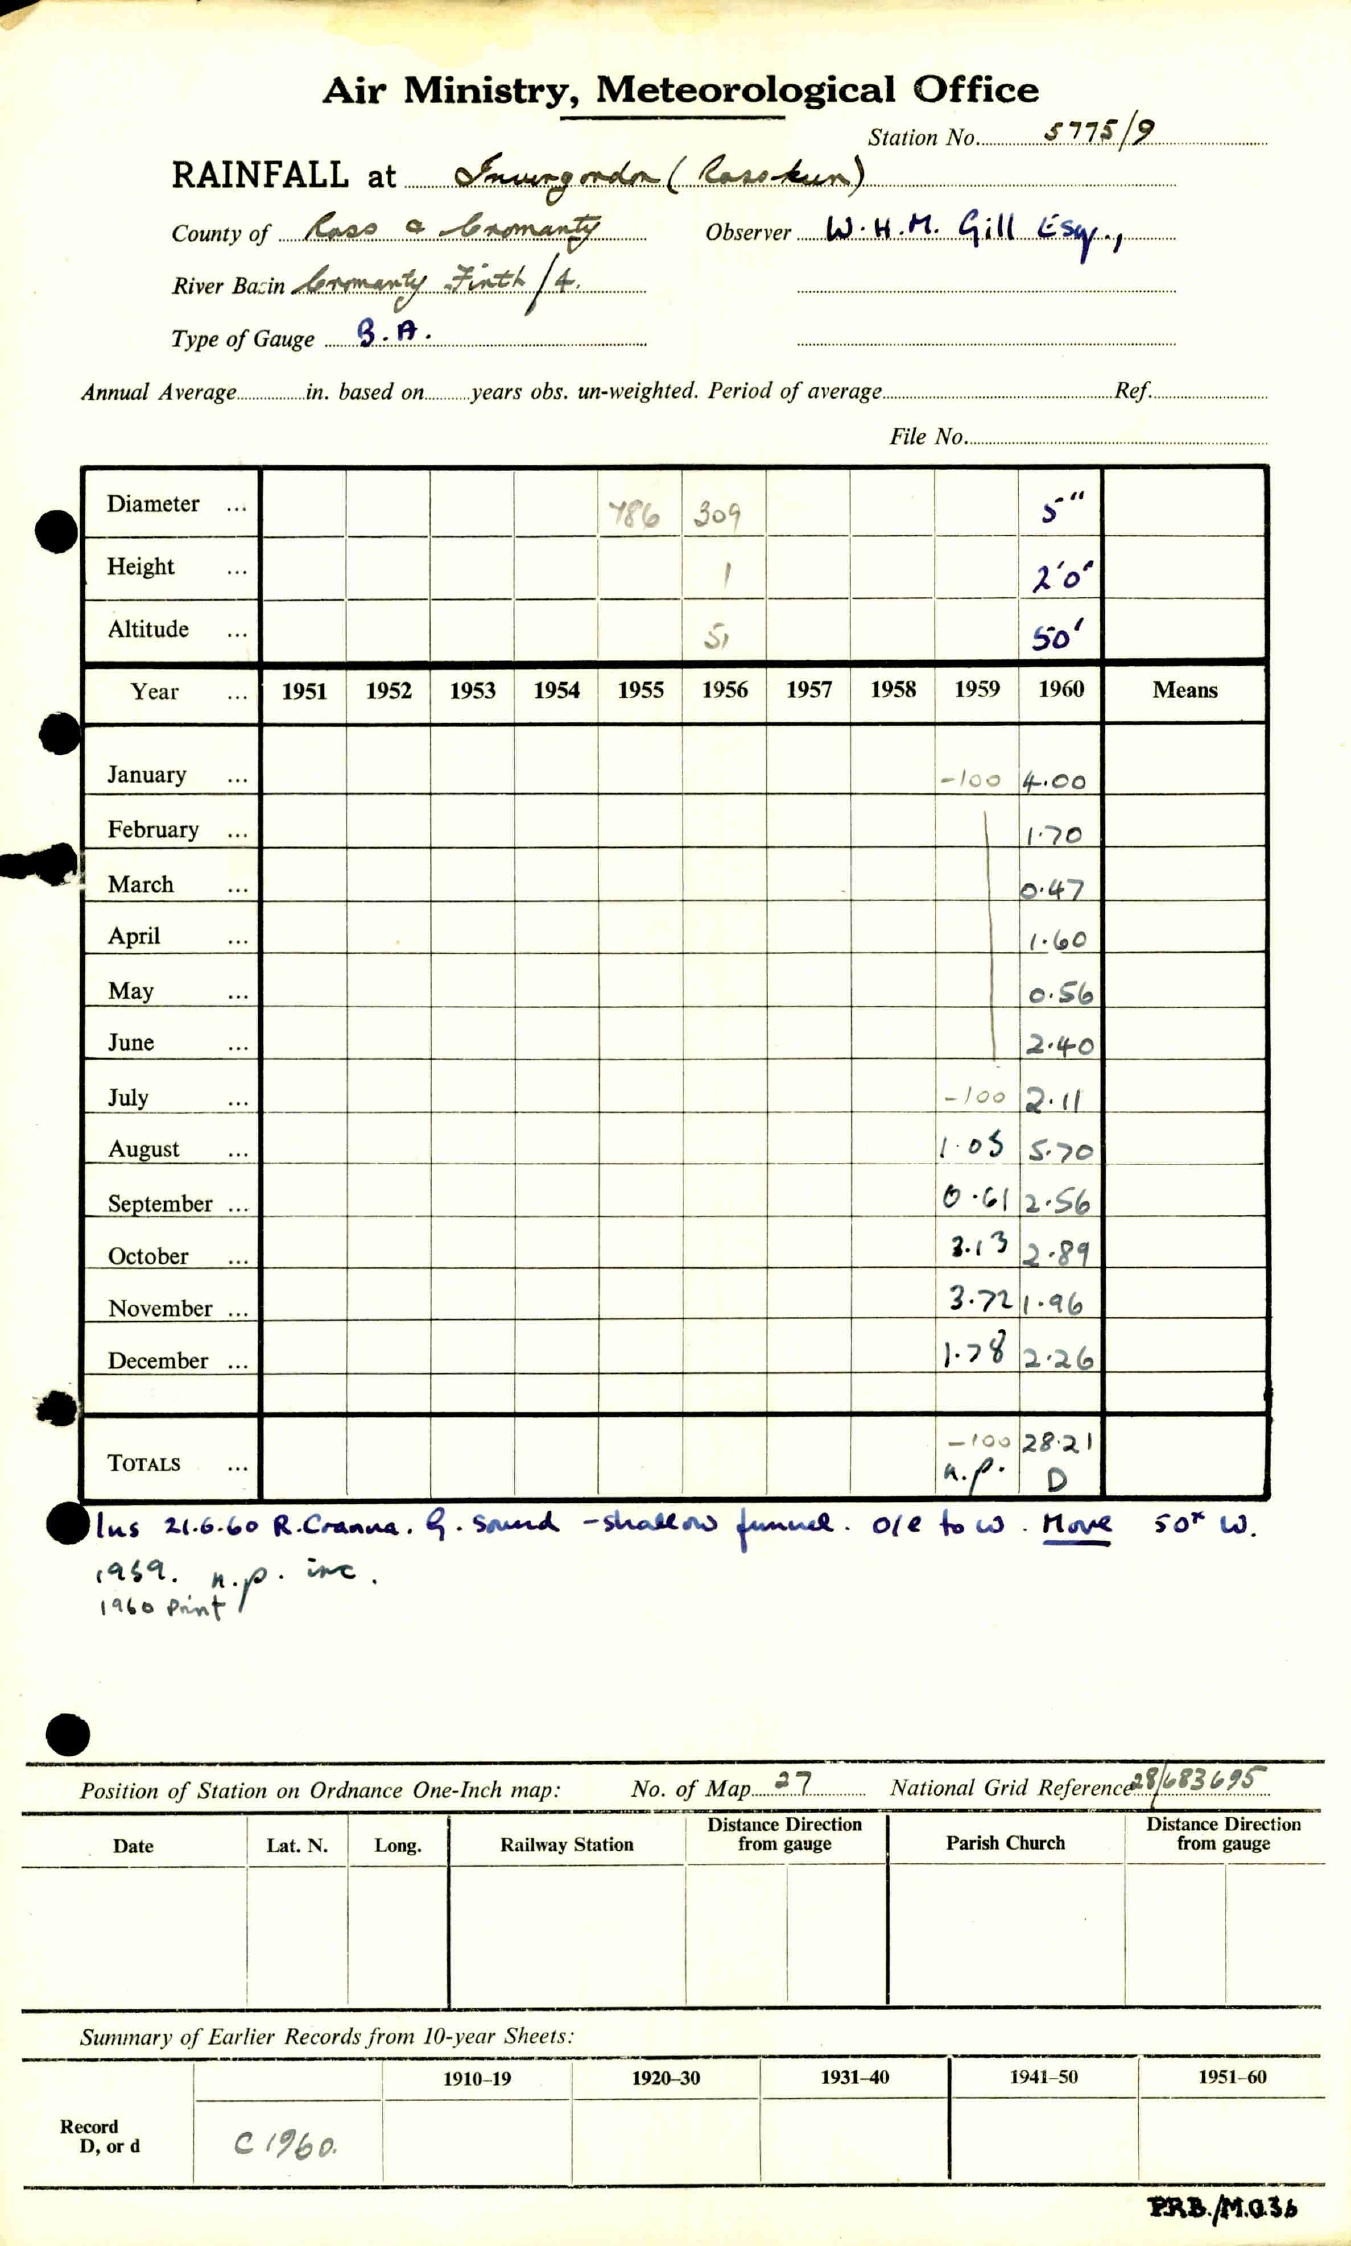 Air Ministry, Meteorological Office
Station No. 5775/9
RAINFALL at Invergordon (Rosskeen)
County of Ross & Cromarty Observer W.H.M. Gill Esq.,
River Basin Cromarty Firth /4.
Type of Gauge B.A.
Annual Average in. based on years obs. un-weighted. Period of average Ref.
File No.
Diameter ... 786 309 5"
Height ... 1 2'0"
Altitude ... 51 50'
Year ... 1951 1952 1953 1954 1955 1956 1957 1958 1959 1960 Means
January ... -100 4.00
February ... 1.70
March ... 0.47
April ... 1.60
May ... 0.56
June ... 2.40
July ... -100 2.11
August ... 1.05 5.70
September ... 0.61 2.56
October ... 3.13 2.89
November ... 3.72 1.96
December ... 1.78 2.26
TOTALS ... -100 28.21
n.p. D
Ins 21.6.60 R.Cranna. G. Sound - shallow funnel. O/e to W. Move 50x W.
1959. n.p. inc.
1960 Print
Position of Station on Ordnance One-Inch map: No. of Map 27 National Grid Reference 28/683695
Date Lat. N. Long. Railway Station Distance Direction from gauge Parish Church Distance Direction from gauge
Summary of Earlier Records from 10-year Sheets:
1910–19 1920–30 1931–40 1941–50 1951–60
Record D, or d C 1960.
P.R.B./M.O.36